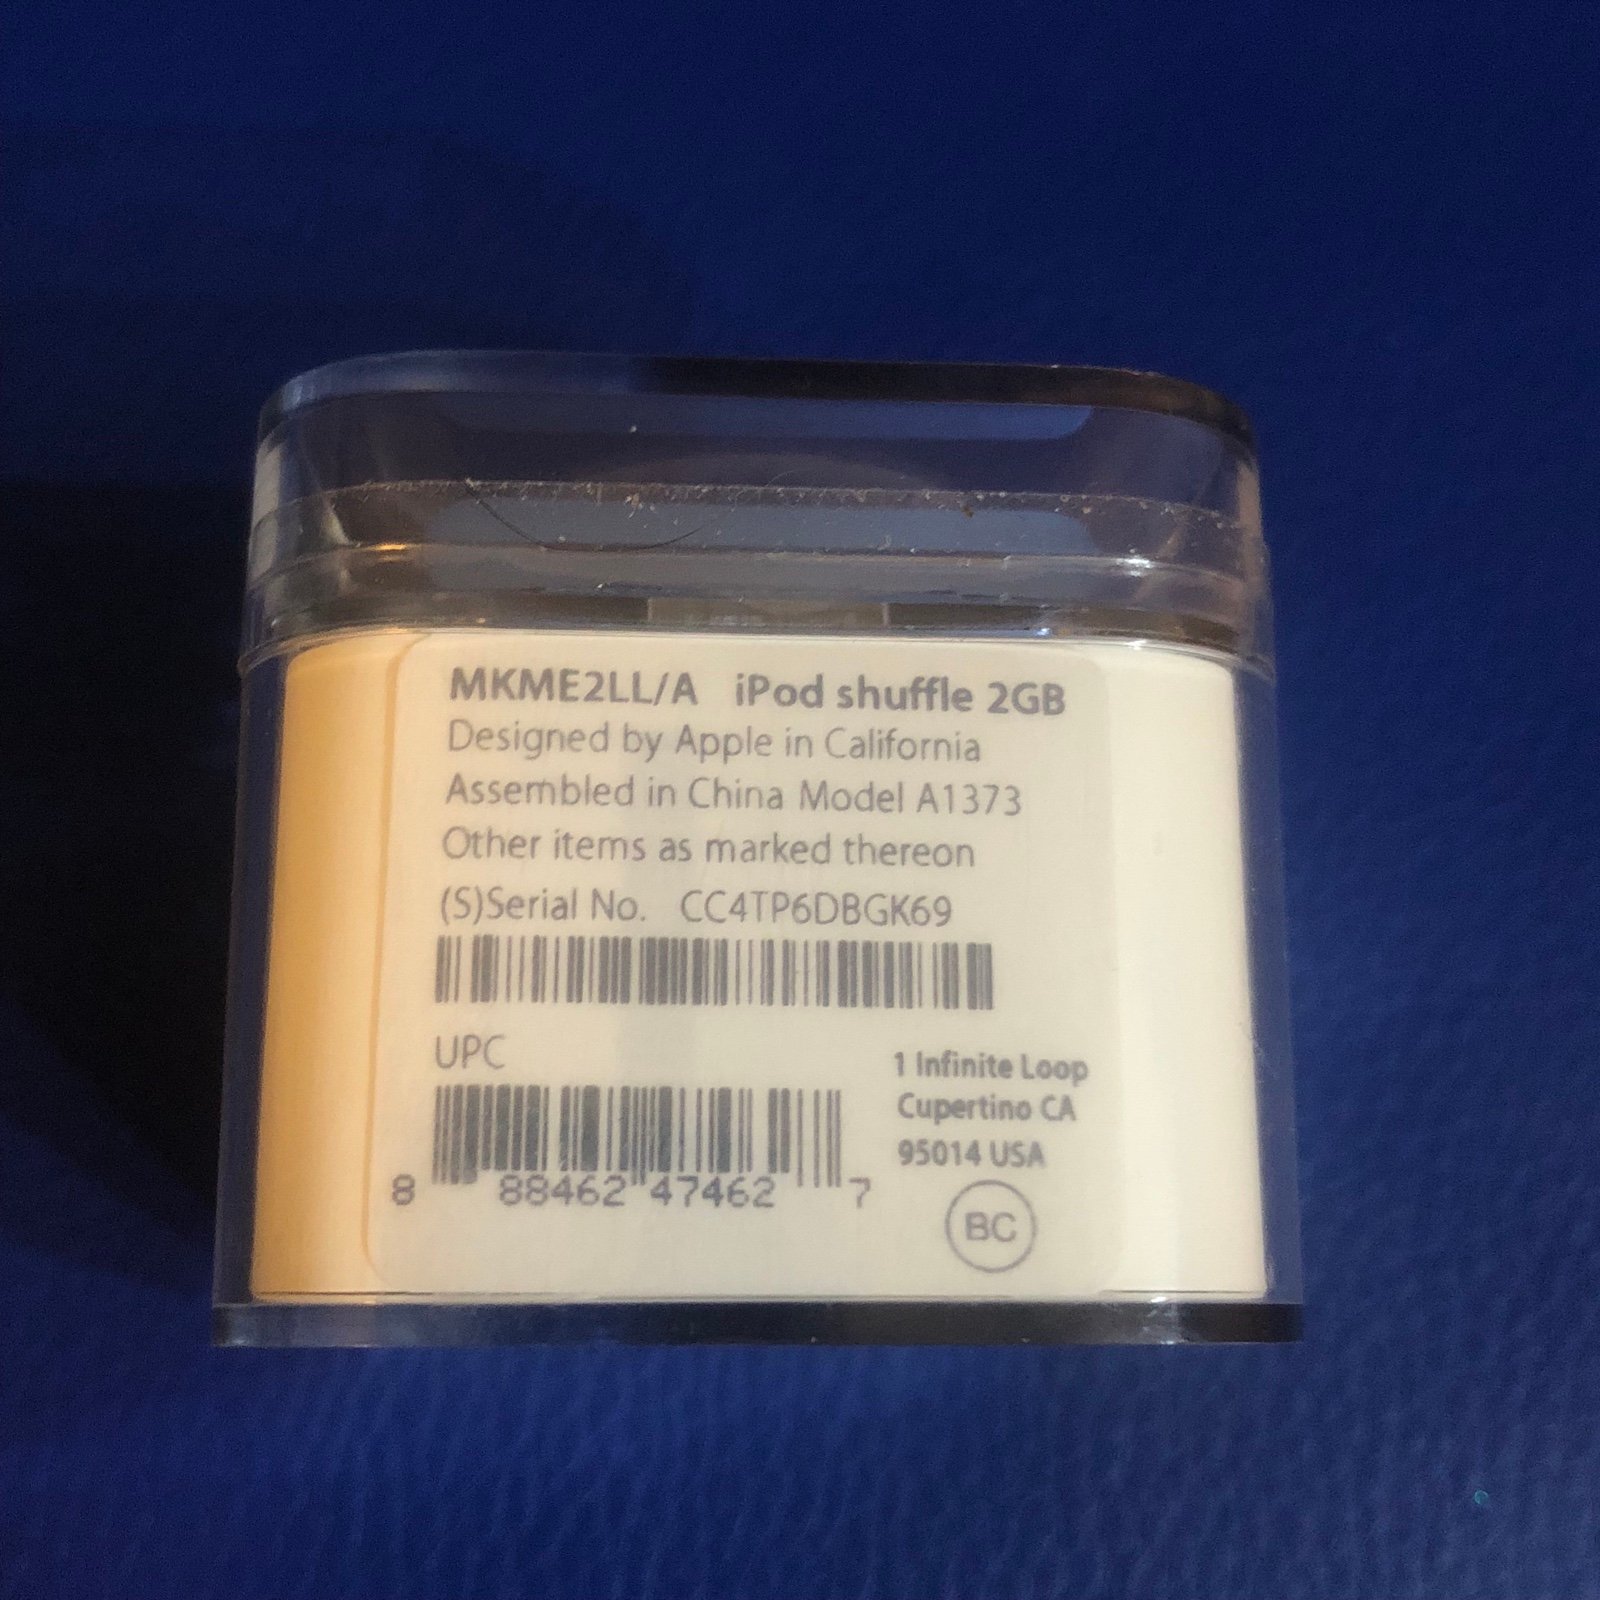 MKME2LL/A iPod shuffle 2GB
Designed by Apple in California
Assembled in China Model A1373
Other items as marked thereon
(S)Serial No. CC4TP6DBGK69
UPC
1 Infinite Loop
Cupertino CA
95014 USA
8 88462 47462 7
BC